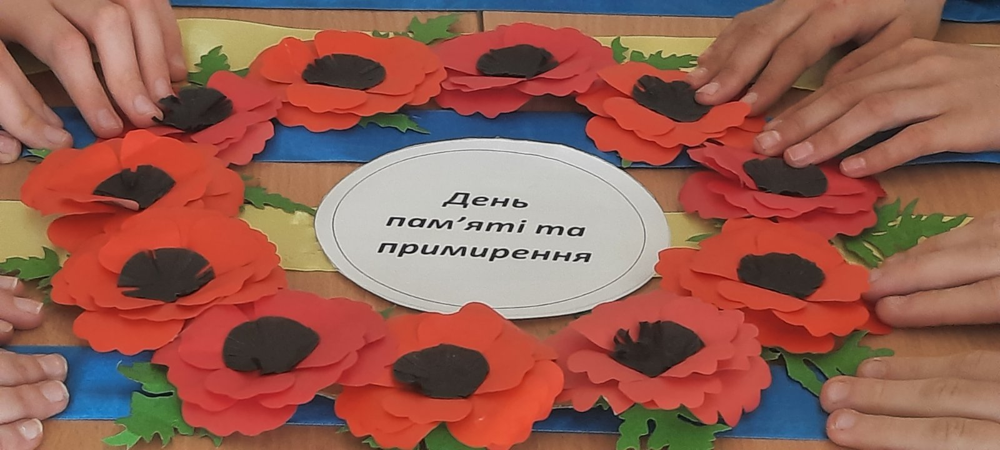 День
пам’яті та
примирення